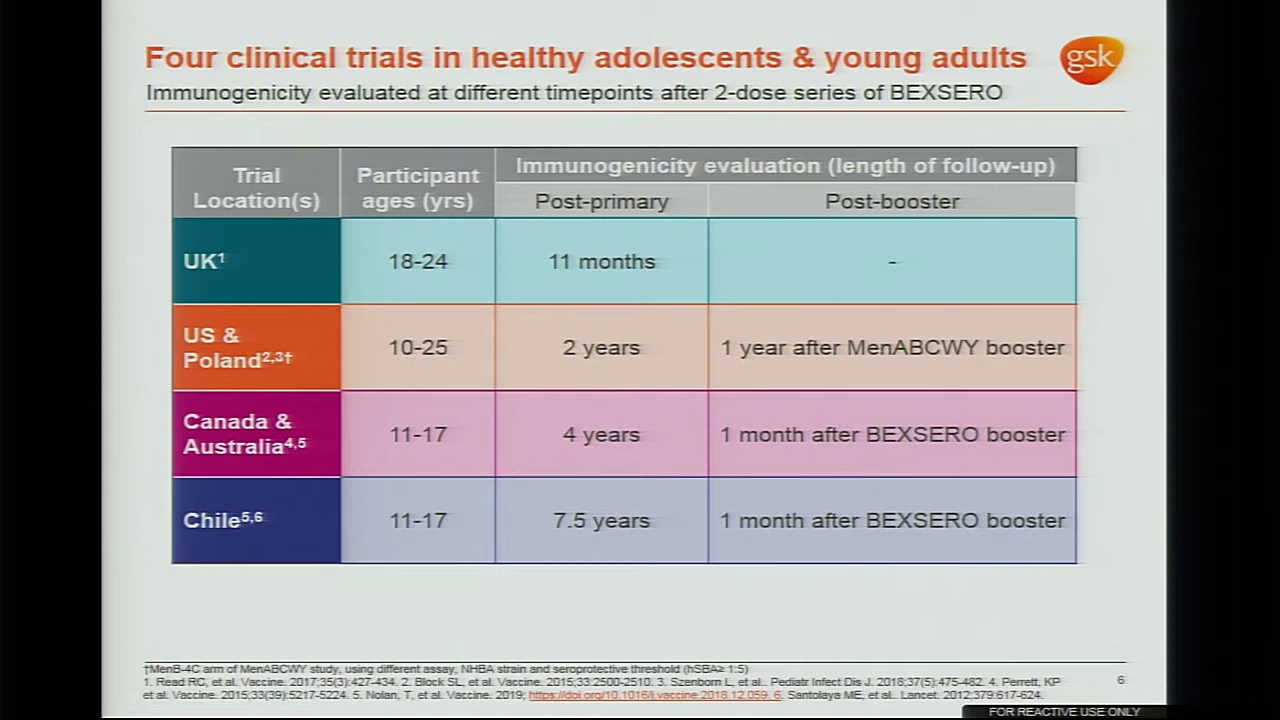 Four clinical trials in healthy adolescents & young adults
gsk
Immunogenicity evaluated at different timepoints after 2-dose series of BEXSERO
Trial
Location(s)
Participant
ages (yrs)
Immunogenicity evaluation (length of follow-up)
Post-primary
Post-booster
UK¹
18-24
11 months
-
US &
Poland²,³†
10-25
2 years
1 year after MenABCWY booster
Canada &
Australia⁴,⁵
11-17
4 years
1 month after BEXSERO booster
Chile⁵,⁶
11-17
7.5 years
1 month after BEXSERO booster
†MenB-4C arm of MenABCWY study, using different assay, NHBA strain and seroprotective threshold (hSBA≥ 1:5)
1. Read RC, et al. Vaccine. 2017;35(3):427-434. 2. Block SL, et al. Vaccine. 2015;33:2500-2510. 3. Szenborn L, et al.. Pediatr Infect Dis J. 2018;37(5):475-482. 4. Perrett, KP
et al. Vaccine. 2015;33(39):5217-5224. 5. Nolan, T, et al. Vaccine. 2019; https://doi.org/10.1016/j.vaccine.2018.12.059. 6. Santolaya ME, et al.. Lancet. 2012;379:617-624.
6
FOR REACTIVE USE ONLY